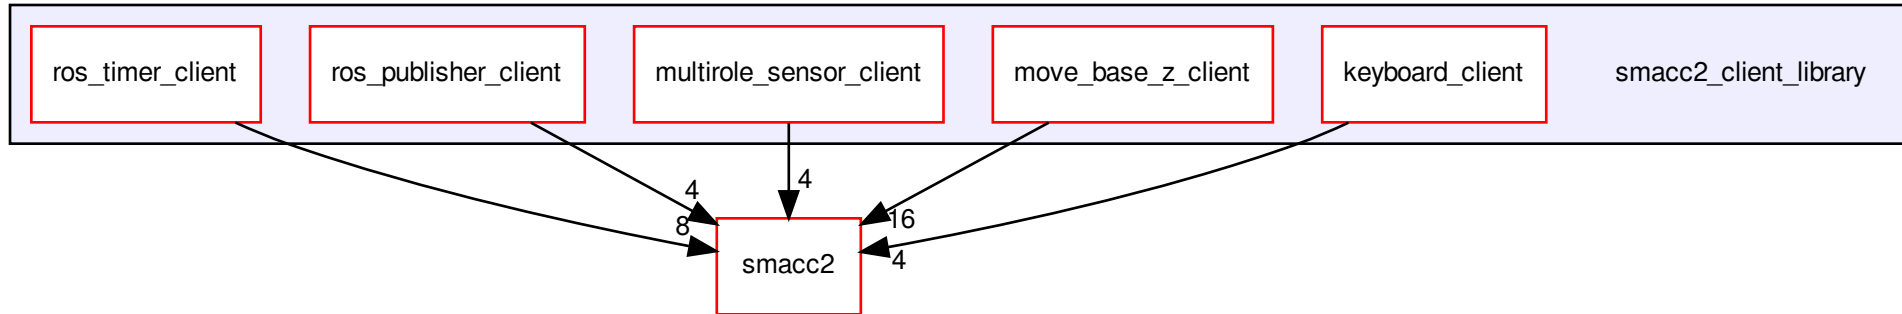 ros_timer_client
ros_publisher_client
multirole_sensor_client
move_base_z_client
keyboard_client
smacc2_client_library
4
4
8
16
4
smacc2